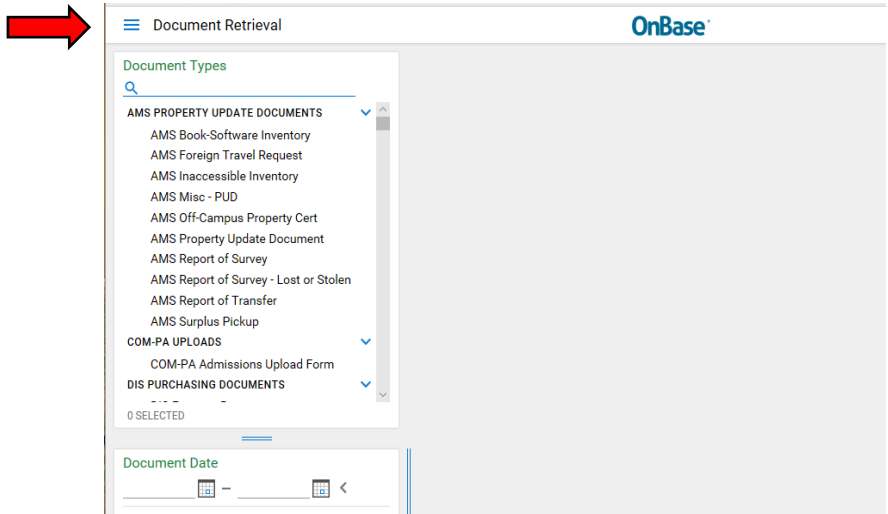 Document Retrieval
OnBase
Document Types
AMS PROPERTY UPDATE DOCUMENTS
AMS Book-Software Inventory
AMS Foreign Travel Request
AMS Inaccessible Inventory
AMS Misc - PUD
AMS Off-Campus Property Cert
AMS Property Update Document
AMS Report of Survey
AMS Report of Survey - Lost or Stolen
AMS Report of Transfer
AMS Surplus Pickup
COM-PA UPLOADS
COM-PA Admissions Upload Form
DIS PURCHASING DOCUMENTS
0 SELECTED
Document Date
–